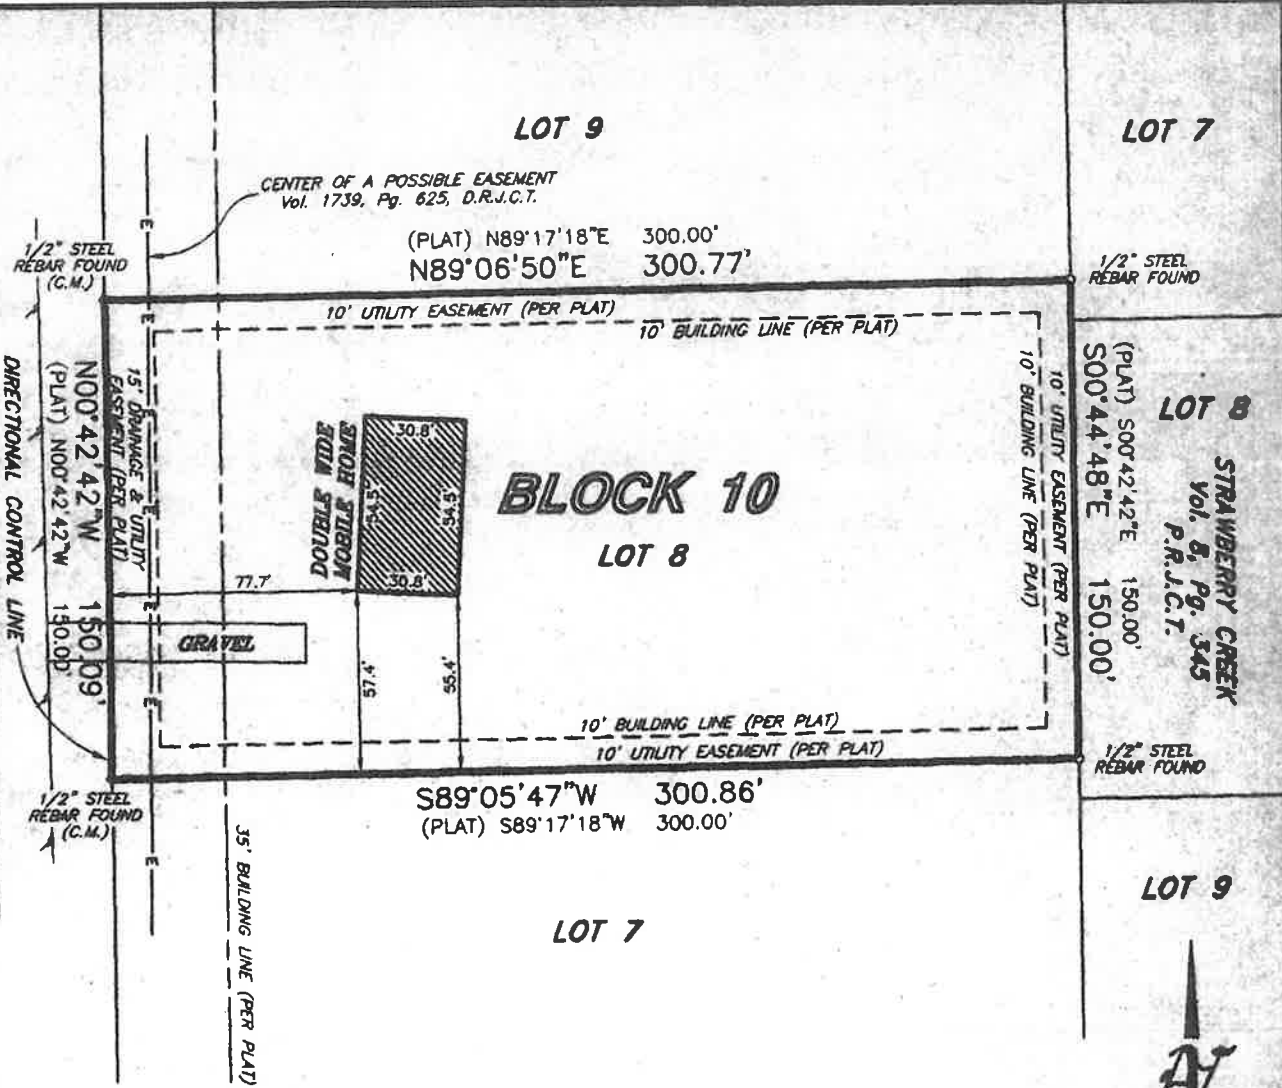 LOT 9
LOT 7
CENTER OF A POSSIBLE EASEMENT
Vol. 1739, Pg. 625, D.R.J.C.T.
(PLAT) N89°17'18"E 300.00'
N89°06'50"E 300.77'
1/2" STEEL
REBAR FOUND
(C.M.)
1/2" STEEL
REBAR FOUND
10' UTILITY EASEMENT (PER PLAT)
10' BUILDING LINE (PER PLAT)
E
E
E
E
E
E
E
DIRECTIONAL CONTROL LINE
(PLAT) N00°42'42"W 150.00'
N00°42'42"W 150.09'
15' DRAINAGE & UTILITY
EASEMENT (PER PLAT)
DOUBLE WIDE
MOBILE HOME
30.8'
54.5'
54.5'
30.8'
BLOCK 10
LOT 8
77.7'
GRAVEL
57.4'
55.4'
10' BUILDING LINE (PER PLAT)
10' UTILITY EASEMENT (PER PLAT)
(PLAT) S00°42'42"E 150.00'
S00°44'48"E 150.00'
LOT 8
STRAWBERRY CREEK
Vol. 8, Pg. 345
P.R.J.C.T.
10' BUILDING LINE (PER PLAT)
10' UTILITY EASEMENT (PER PLAT)
1/2" STEEL
REBAR FOUND
1/2" STEEL
REBAR FOUND
(C.M.)
S89°05'47"W 300.86'
(PLAT) S89°17'18"W 300.00'
35' BUILDING LINE (PER PLAT)
LOT 7
LOT 9